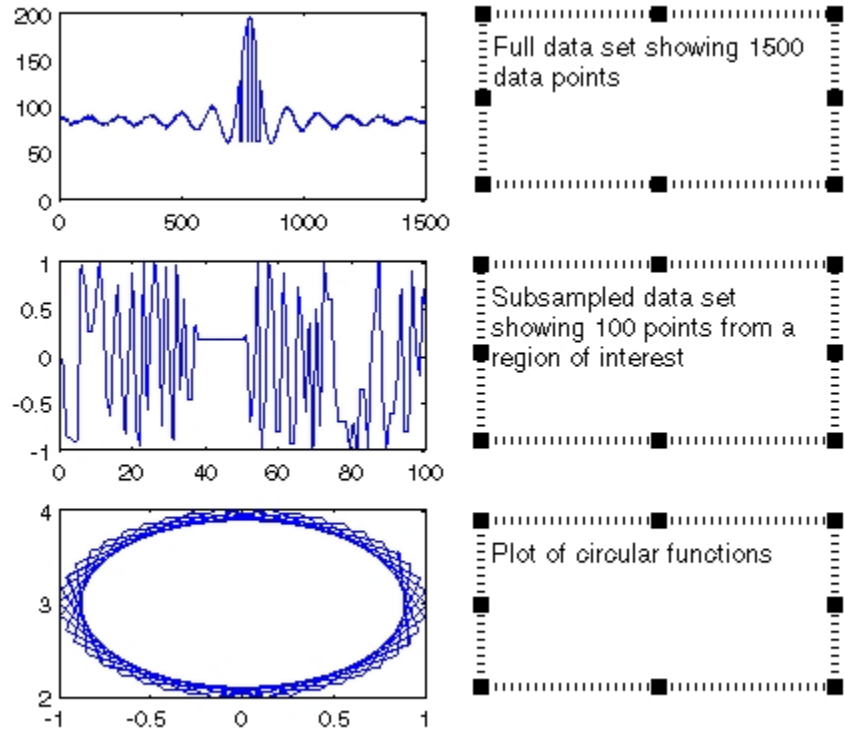 200
150
100
50
0
0 500 1000 1500
Full data set showing 1500
data points
1
0.5
0
-0.5
-1
0 20 40 60 80 100
Subsampled data set
showing 100 points from a
region of interest
4
3
2
-1 -0.5 0 0.5 1
Plot of circular functions